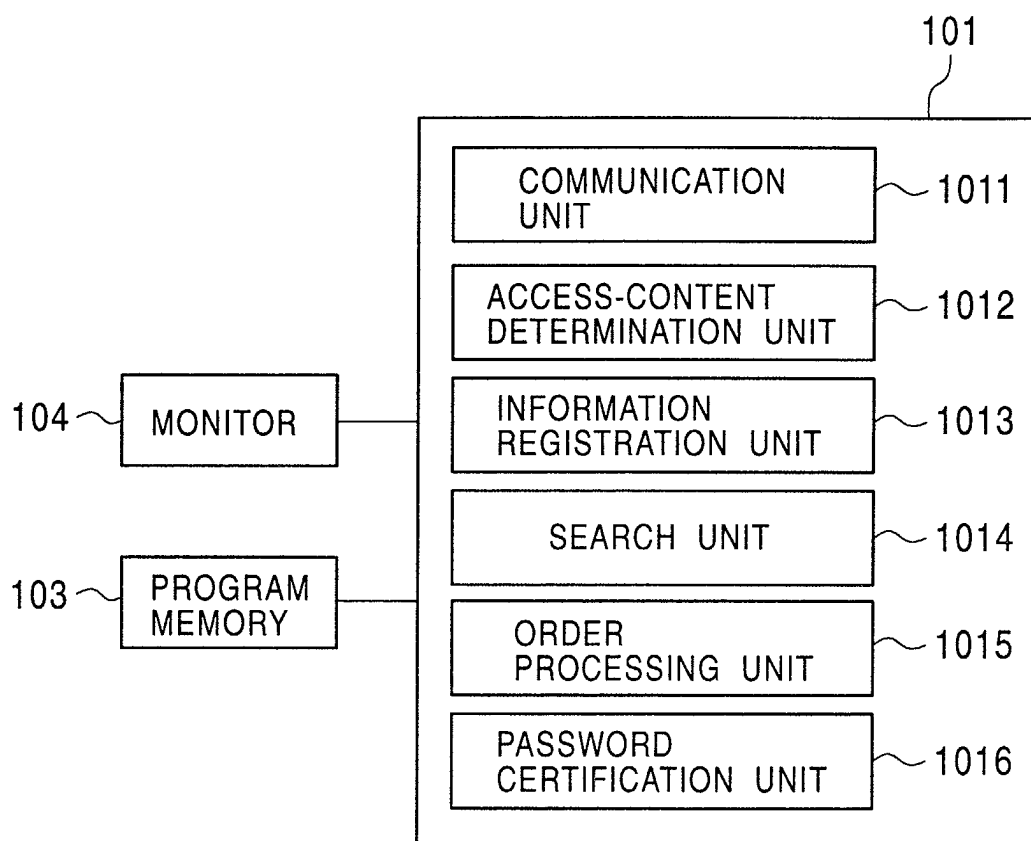 101
COMMUNICATION
UNIT
1011
ACCESS-CONTENT
DETERMINATION UNIT
1012
INFORMATION
REGISTRATION UNIT
1013
104
MONITOR
SEARCH UNIT
1014
103
PROGRAM
MEMORY
ORDER
PROCESSING UNIT
1015
PASSWORD
CERTIFICATION UNIT
1016